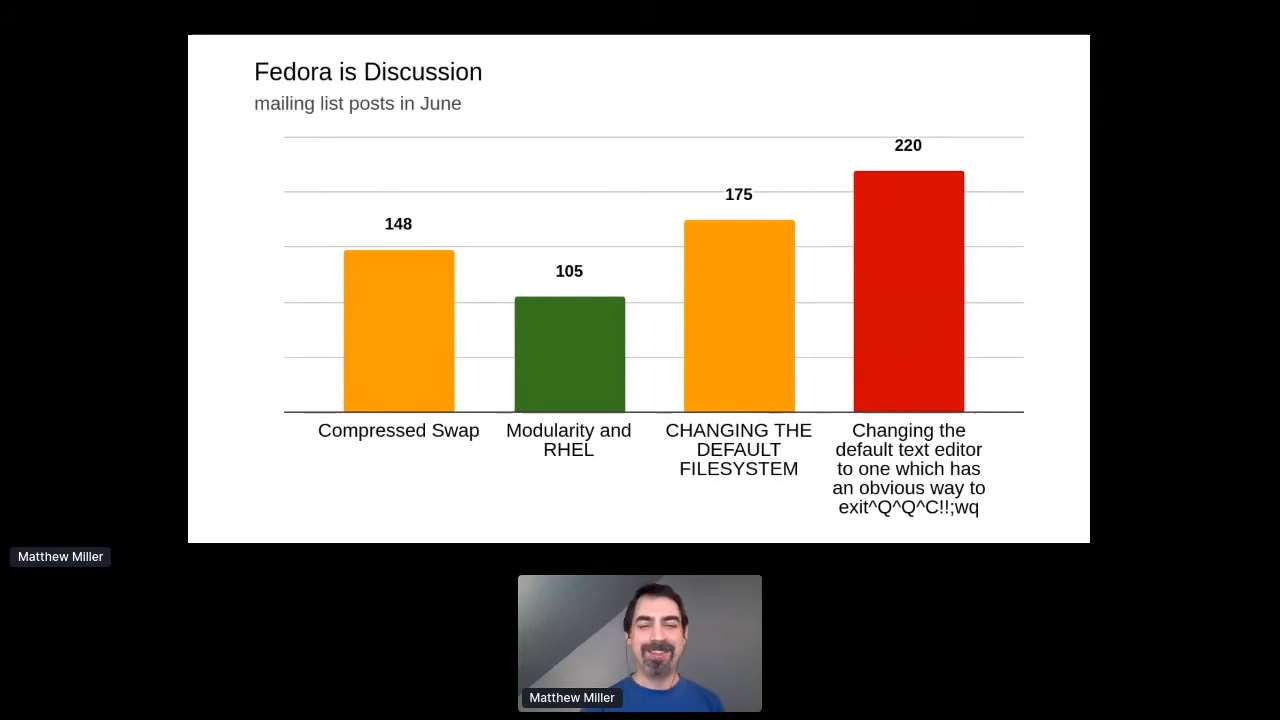 Fedora is Discussion
mailing list posts in June
148
105
175
220
Compressed Swap
Modularity and
RHEL
CHANGING THE
DEFAULT
FILESYSTEM
Changing the
default text editor
to one which has
an obvious way to
exit^Q^Q^C!!;wq
Matthew Miller
Matthew Miller